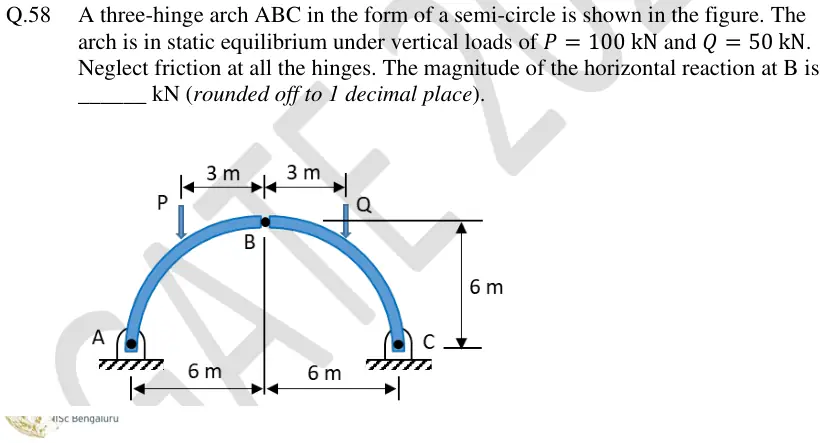 Q.58 A three-hinge arch ABC in the form of a semi-circle is shown in the figure. The
arch is in static equilibrium under vertical loads of P = 100 kN and Q = 50 kN.
Neglect friction at all the hinges. The magnitude of the horizontal reaction at B is
______ kN (rounded off to 1 decimal place).
3 m 3 m
P Q
B
6 m
A C
6 m 6 m
IISc Bengaluru
GATE 202